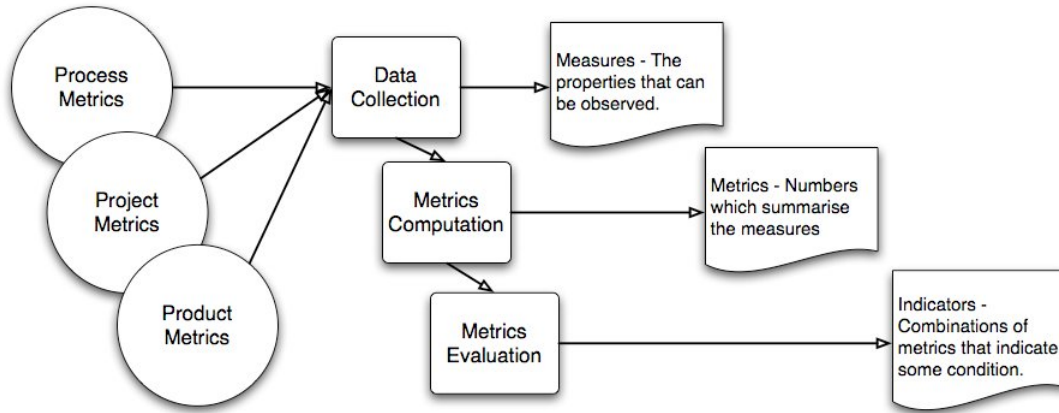 Process
Metrics
Project
Metrics
Product
Metrics
Data
Collection
Metrics
Computation
Metrics
Evaluation
Measures - The
properties that can
be observed.
Metrics - Numbers
which summarise
the measures
Indicators -
Combinations of
metrics that indicate
some condition.